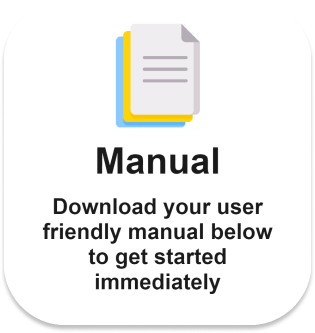 Manual
Download your user
friendly manual below
to get started
immediately